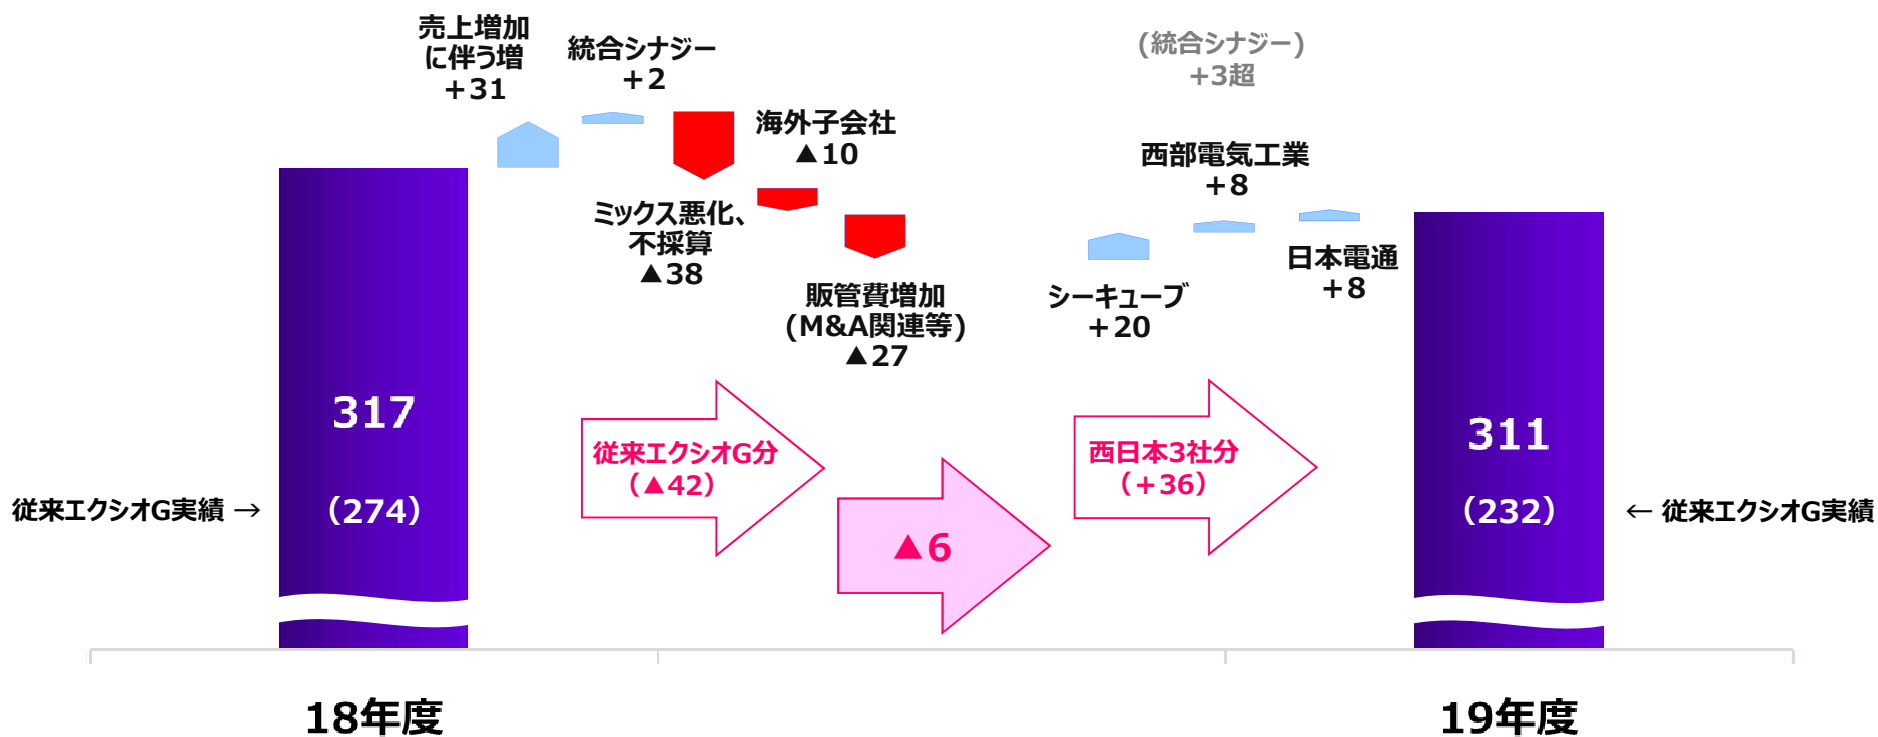 売上増加
に伴う増
+31
統合シナジー
+2
(統合シナジー)
+3超
海外子会社
▲10
西部電気工業
+8
ミックス悪化、
不採算
▲38
日本電通
+8
販管費増加
(M&A関連等)
▲27
シーキューブ
+20
317
従来エクシオG分
(▲42)
西日本3社分
(+36)
311
従来エクシオG実績 →
(274)
▲6
(232)
← 従来エクシオG実績
18年度
19年度